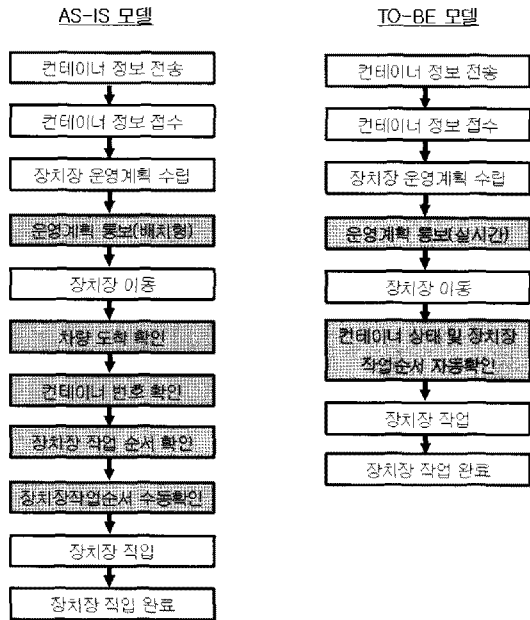 AS-IS 모델
컨테이너 정보 전송
컨테이너 정보 접수
장치장 운영계획 수립
운영계획 통보(배치형)
장치장 이동
차량 도착 확인
컨테이너 번호 확인
장치장 작업 순서 확인
장치장작업순서 수동확인
장치장 직입
장치장 직입 완료
TO-BE 모델
컨테이너 정보 전송
컨테이너 정보 접수
장치장 운영계획 수립
운영계획 통보(실시간)
장치장 이동
컨테이너 상태 및 장치장
작업순서 자동확인
장치장 작업
장치장 작업 완료